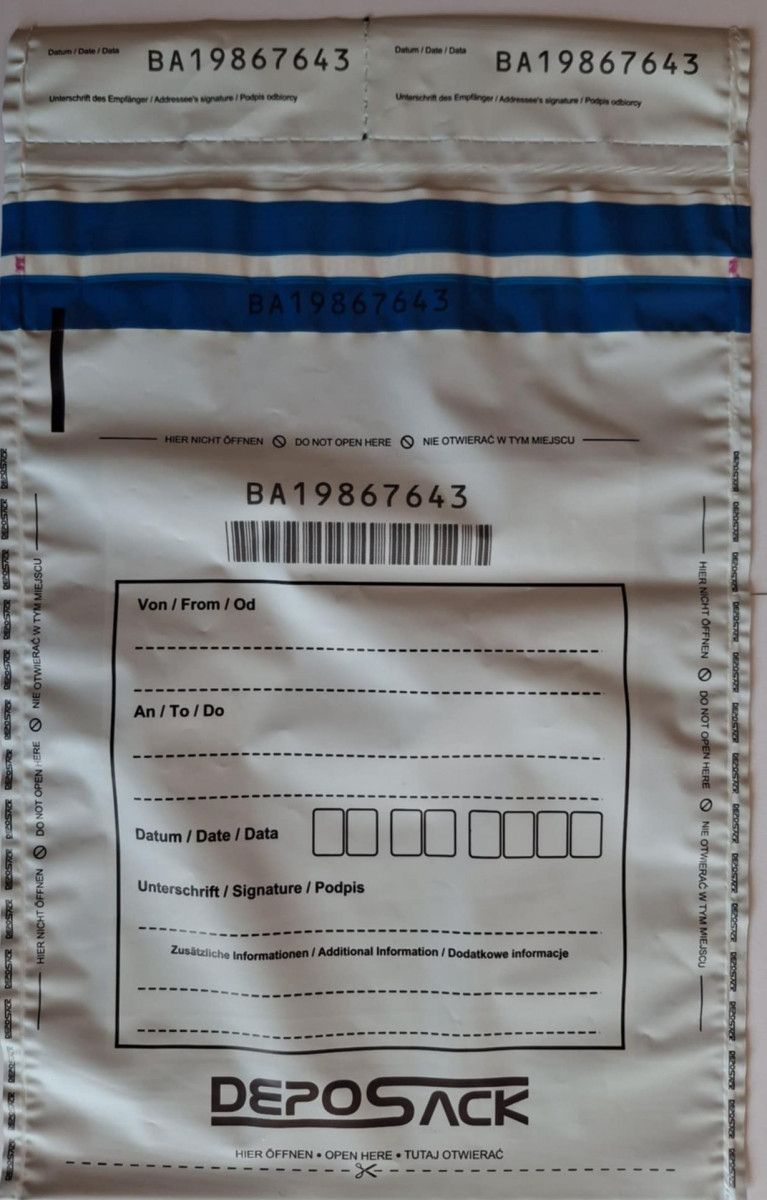 Datum / Date / Data BA19867643
Unterschrift des Empfänger / Addressee's signature / Podpis odbiorcy
Datum / Date / Data BA19867643
Unterschrift des Empfänger / Addressee's signature / Podpis odbiorcy
BA19867643
HIER NICHT ÖFFNEN DO NOT OPEN HERE NIE OTWIERAĆ W TYM MIEJSCU
BA19867643
Von / From / Od
An / To / Do
Datum / Date / Data
Unterschrift / Signature / Podpis
Zusätzliche Informationen / Additional Information / Dodatkowe informacje
HIER NICHT ÖFFNEN DO NOT OPEN HERE NIE OTWIERAĆ W TYM MIEJSCU
HIER NICHT ÖFFNEN DO NOT OPEN HERE NIE OTWIERAĆ W TYM MIEJSCU
DEPOSACK
HIER ÖFFNEN • OPEN HERE • TUTAJ OTWIERAĆ